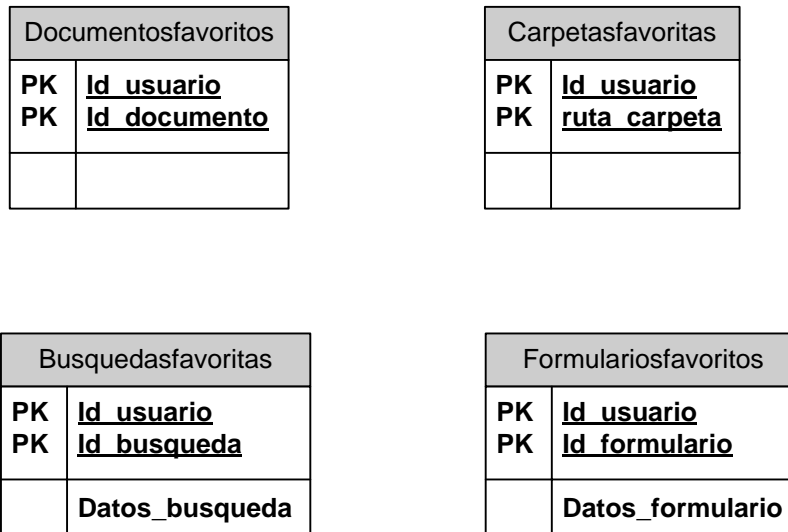 Documentosfavoritos
PK Id_usuario
PK Id_documento
Carpetasfavoritas
PK Id_usuario
PK ruta_carpeta
Busquedasfavoritas
PK Id_usuario
PK Id_busqueda
Datos_busqueda
Formulariosfavoritos
PK Id_usuario
PK Id_formulario
Datos_formulario